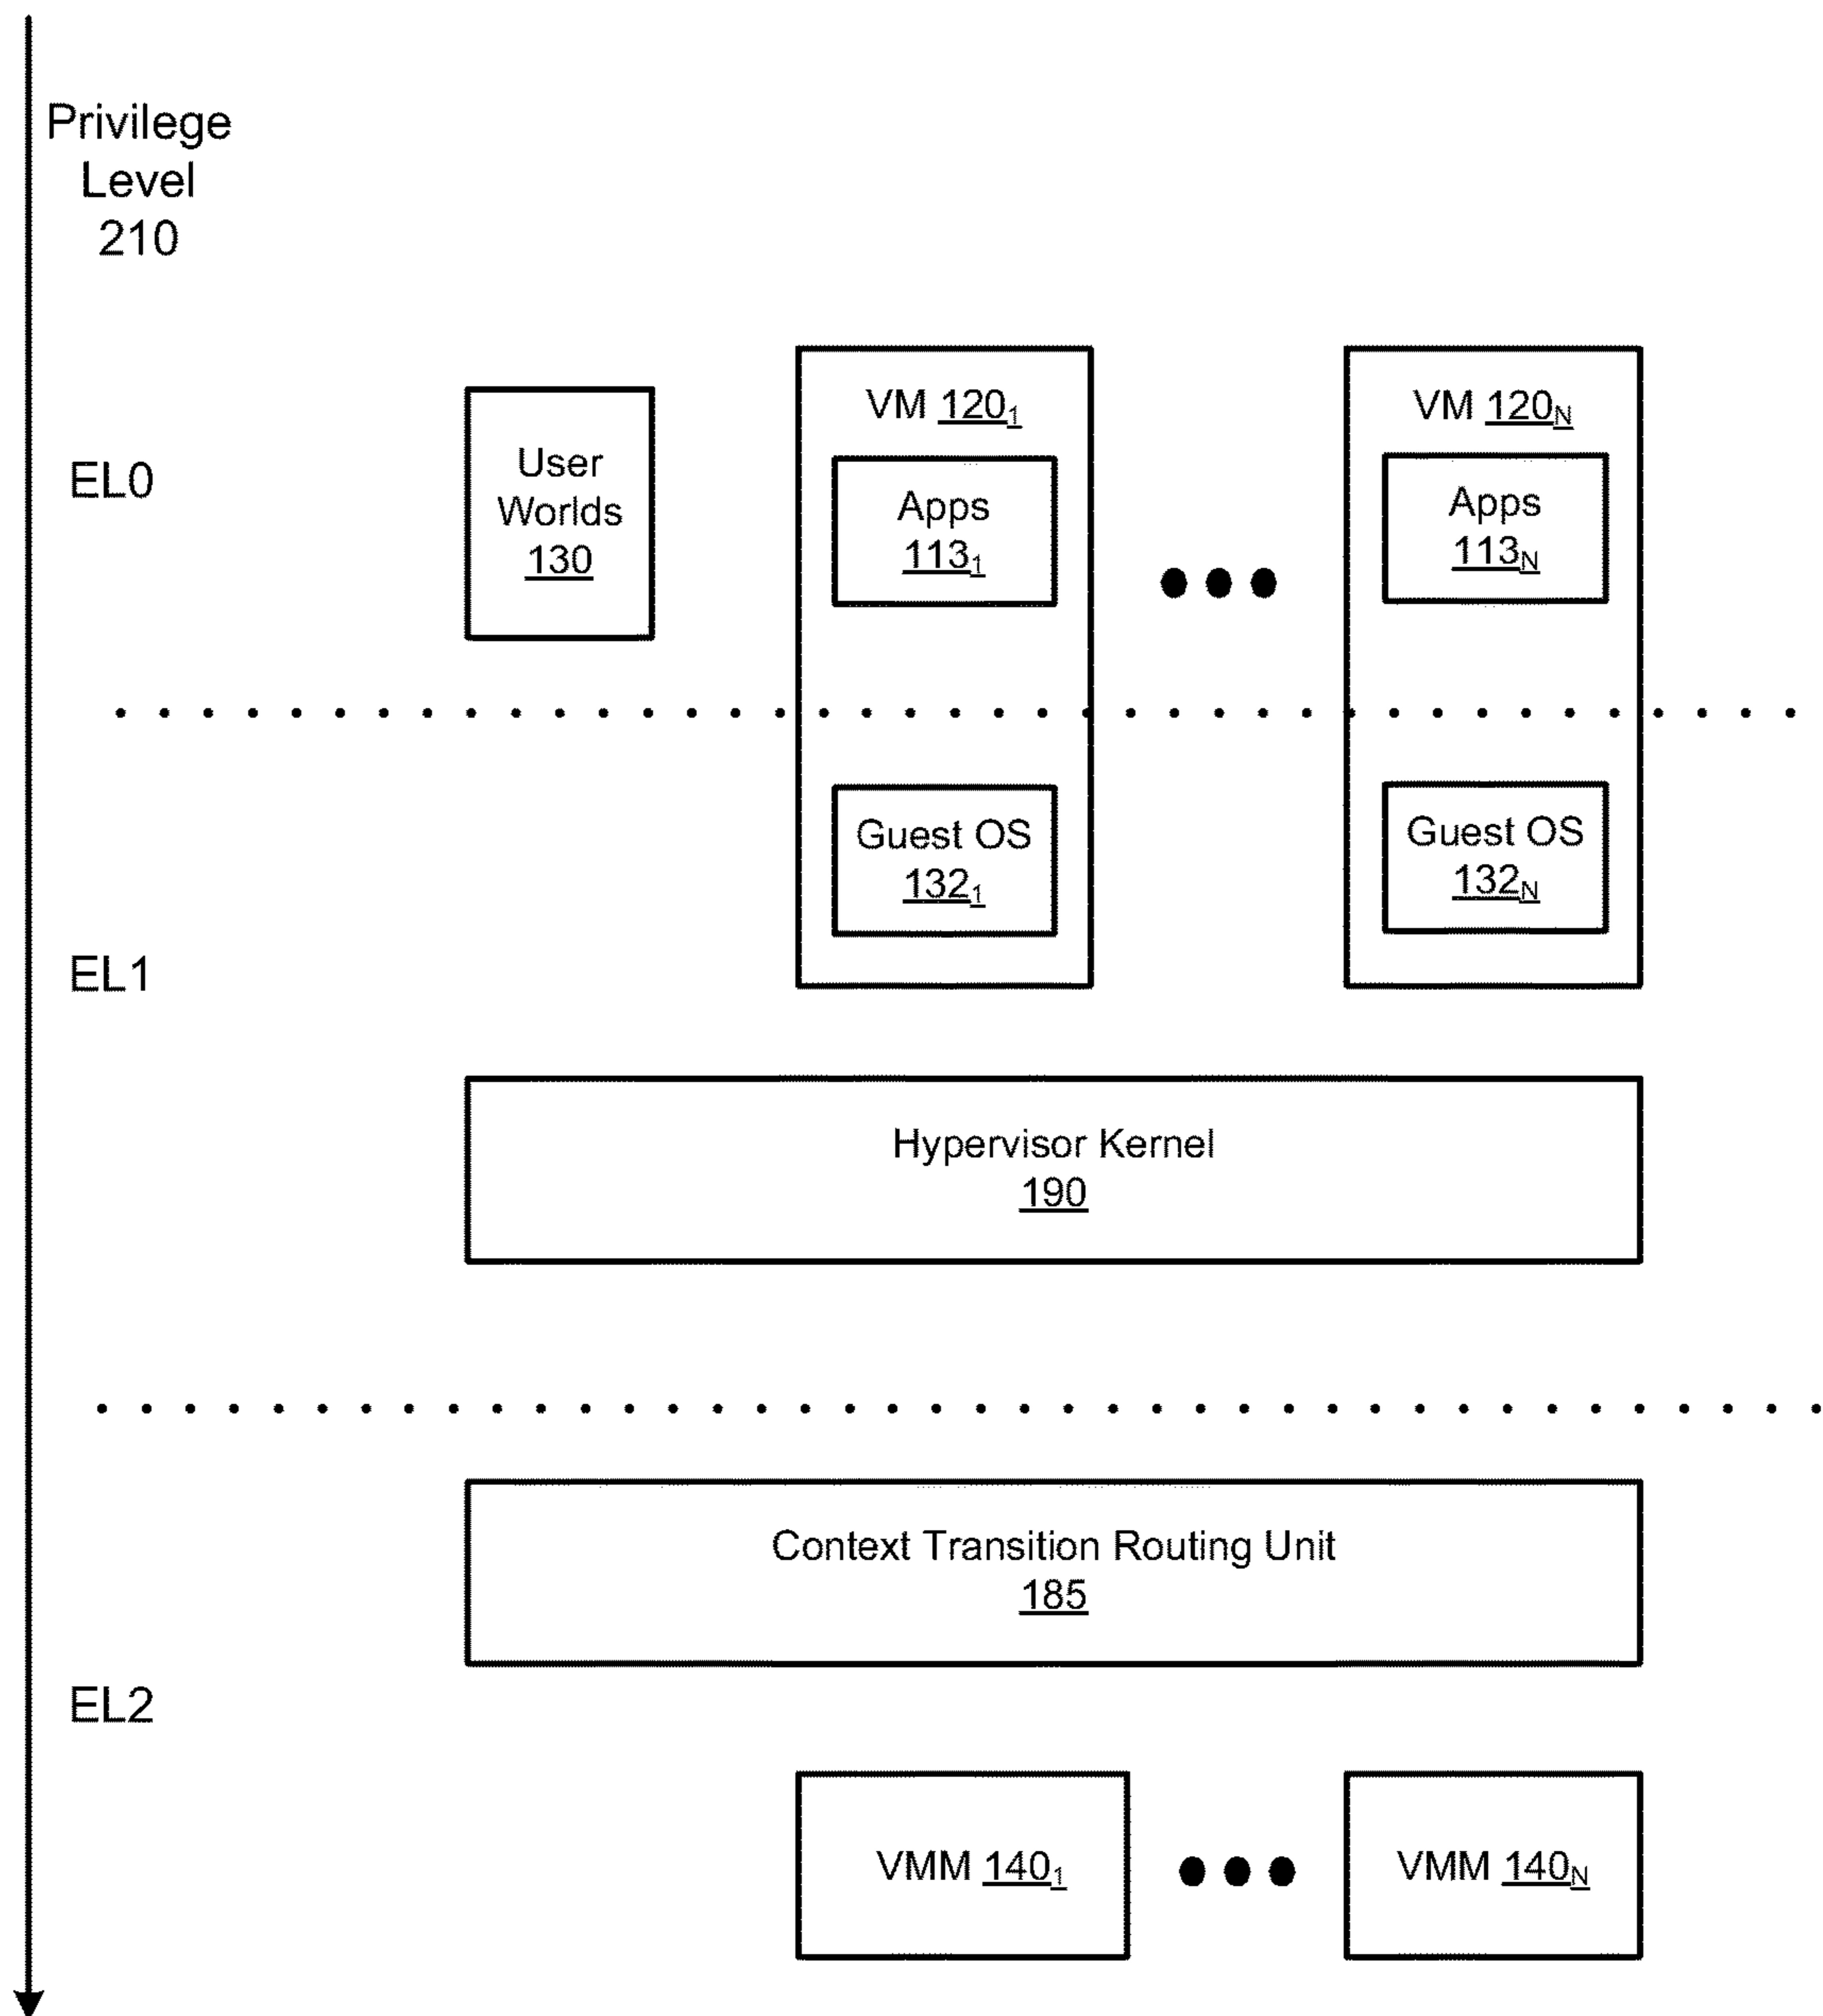 Privilege
Level
210
EL0
User
Worlds
130
VM 120₁
Apps
113₁
VM 120N
Apps
113N
Guest OS
132₁
Guest OS
132N
EL1
Hypervisor Kernel
190
Context Transition Routing Unit
185
EL2
VMM 140₁
VMM 140N